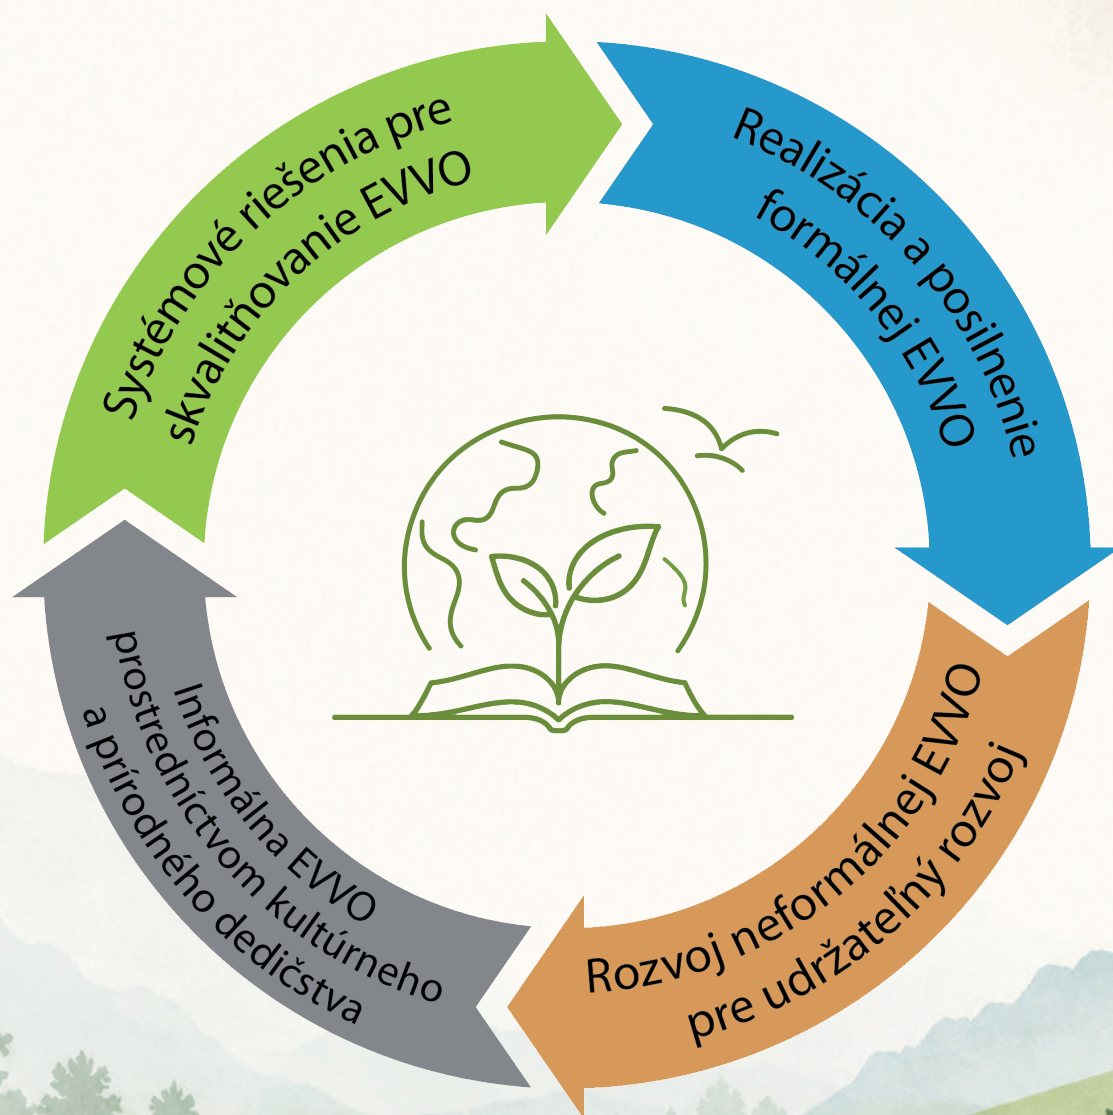 Systémové riešenia pre
skvalitňovanie EVVO
Realizácia a posilnenie
formálnej EVVO
Rozvoj neformálnej EVVO
pre udržateľný rozvoj
Informálna EVVO
prostredníctvom kultúrneho
a prírodného dedičstva